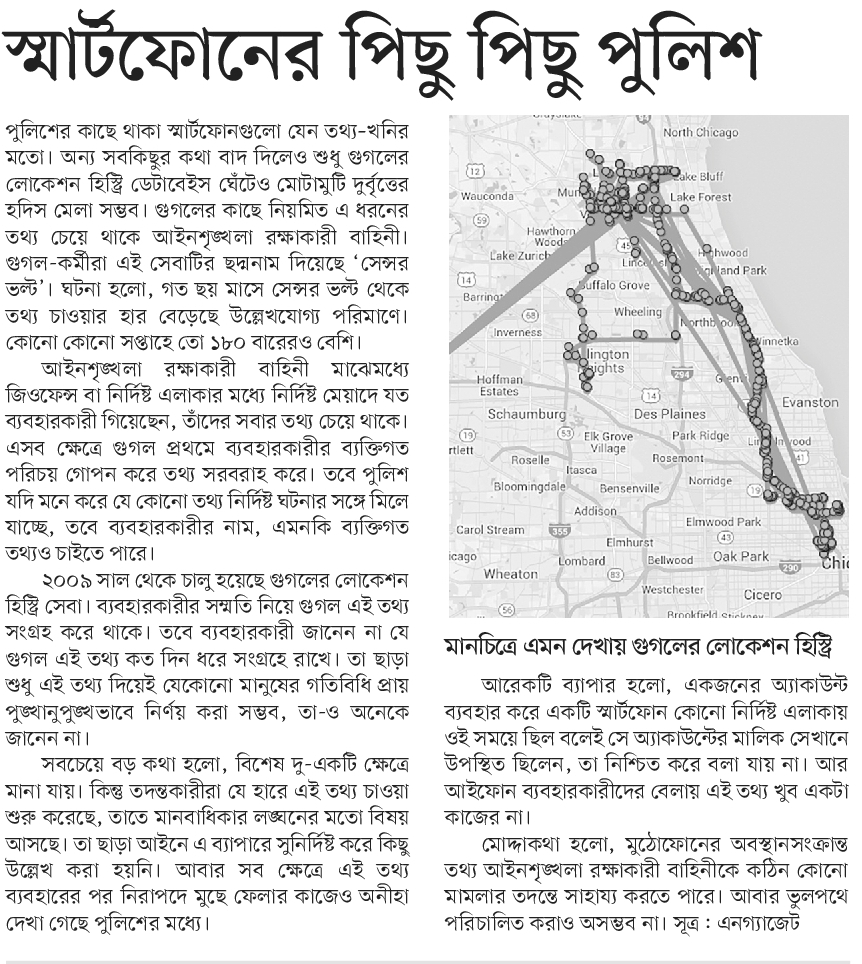 স্মার্টফোনের পিছু পিছু পুলিশ
পুলিশের কাছে থাকা স্মার্টফোনগুলো যেন তথ্য-খনির
মতো। অন্য সবকিছুর কথা বাদ দিলেও শুধু গুগলের
লোকেশন হিস্ট্রি ডেটাবেইস ঘেঁটেও মোটামুটি দুর্বৃত্তের
হদিস মেলা সম্ভব। গুগলের কাছে নিয়মিত এ ধরনের
তথ্য চেয়ে থাকে আইনশৃঙ্খলা রক্ষাকারী বাহিনী।
গুগল-কর্মীরা এই সেবাটির ছদ্মনাম দিয়েছে ‘সেন্সর
ভল্ট’। ঘটনা হলো, গত ছয় মাসে সেন্সর ভল্ট থেকে
তথ্য চাওয়ার হার বেড়েছে উল্লেখযোগ্য পরিমাণে।
কোনো কোনো সপ্তাহে তো ১৮০ বারেরও বেশি।
আইনশৃঙ্খলা রক্ষাকারী বাহিনী মাঝেমধ্যে
জিওফেন্স বা নির্দিষ্ট এলাকার মধ্যে নির্দিষ্ট মেয়াদে যত
ব্যবহারকারী গিয়েছেন, তাঁদের সবার তথ্য চেয়ে থাকে।
এসব ক্ষেত্রে গুগল প্রথমে ব্যবহারকারীর ব্যক্তিগত
পরিচয় গোপন করে তথ্য সরবরাহ করে। তবে পুলিশ
যদি মনে করে যে কোনো তথ্য নির্দিষ্ট ঘটনার সঙ্গে মিলে
যাচ্ছে, তবে ব্যবহারকারীর নাম, এমনকি ব্যক্তিগত
তথ্যও চাইতে পারে।
২০০৯ সাল থেকে চালু হয়েছে গুগলের লোকেশন
হিস্ট্রি সেবা। ব্যবহারকারীর সম্মতি নিয়ে গুগল এই তথ্য
সংগ্রহ করে থাকে। তবে ব্যবহারকারী জানেন না যে
গুগল এই তথ্য কত দিন ধরে সংগ্রহে রাখে। তা ছাড়া
শুধু এই তথ্য দিয়েই যেকোনো মানুষের গতিবিধি প্রায়
পুঙ্খানুপুঙ্খভাবে নির্ণয় করা সম্ভব, তা-ও অনেকে
জানেন না।
সবচেয়ে বড় কথা হলো, বিশেষ দু-একটি ক্ষেত্রে
মানা যায়। কিন্তু তদন্তকারীরা যে হারে এই তথ্য চাওয়া
শুরু করেছে, তাতে মানবাধিকার লঙ্ঘনের মতো বিষয়
আসছে। তা ছাড়া আইনে এ ব্যাপারে সুনির্দিষ্ট করে কিছু
উল্লেখ করা হয়নি। আবার সব ক্ষেত্রে এই তথ্য
ব্যবহারের পর নিরাপদে মুছে ফেলার কাজেও অনীহা
দেখা গেছে পুলিশের মধ্যে।
North Chicago
12
Lake Bluff
Wauconda
Lake Forest
59
Hawthorn
Woods
45
Highwood
Lake Zurich
Highland Park
14
Buffalo Grove
Barring
68
Wheeling
Northbro
Inverness
Winnetka
lington
Heights
Hoffman
Estates
294
Glenvi
14
Evanston
Schaumburg
Des Plaines
53
Elk Grove
Village
Park Ridge
41
rtlett
Roselle
Rosemont
Itasca
Bloomingdale
Bensenville
Norridge
19
Addison
Elmwood Park
Carol Stream
355
Elmhurst
43
icago
Lombard
Bellwood
Oak Park
290
Chic
Wheaton
83
Westchester
Cicero
56
Brookfield Stickney
মানচিত্রে এমন দেখায় গুগলের লোকেশন হিস্ট্রি
আরেকটি ব্যাপার হলো, একজনের অ্যাকাউন্ট
ব্যবহার করে একটি স্মার্টফোন কোনো নির্দিষ্ট এলাকায়
ওই সময়ে ছিল বলেই সে অ্যাকাউন্টের মালিক সেখানে
উপস্থিত ছিলেন, তা নিশ্চিত করে বলা যায় না। আর
আইফোন ব্যবহারকারীদের বেলায় এই তথ্য খুব একটা
কাজের না।
মোদ্দাকথা হলো, মুঠোফোনের অবস্থানসংক্রান্ত
তথ্য আইনশৃঙ্খলা রক্ষাকারী বাহিনীকে কঠিন কোনো
মামলার তদন্তে সাহায্য করতে পারে। আবার ভুলপথে
পরিচালিত করাও অসম্ভব না। সূত্র : এনগ্যাজেট